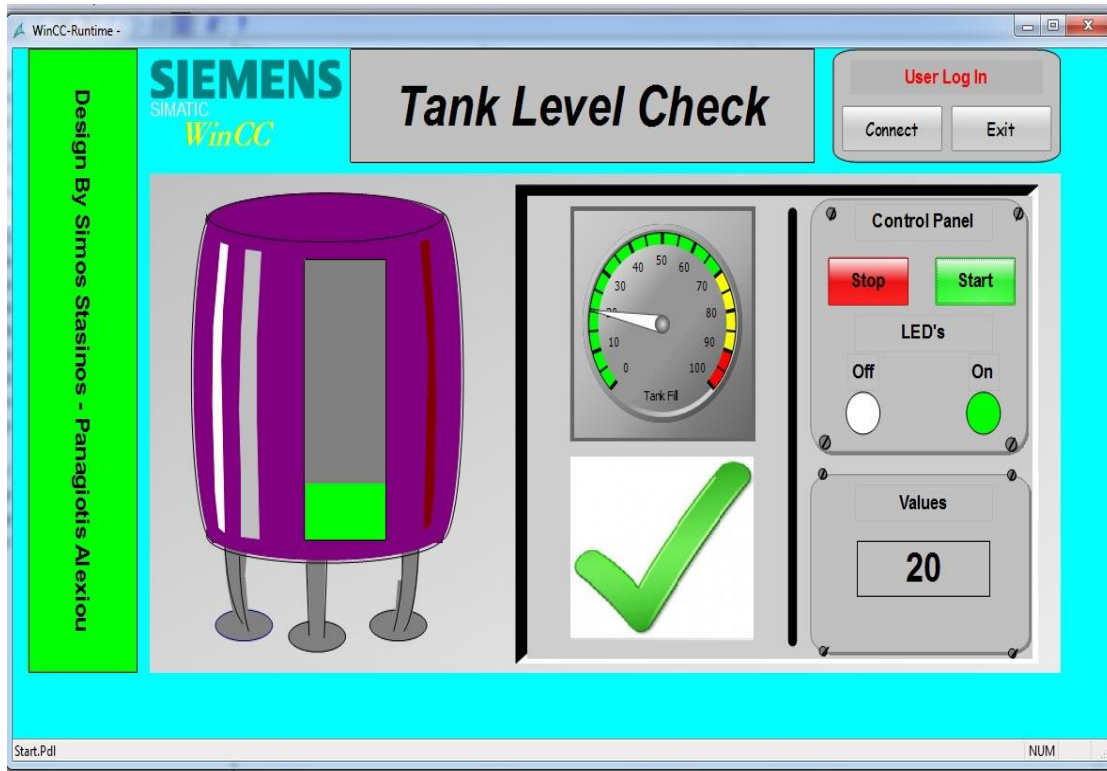 WinCC-Runtime -
Design By Simos Stasinos - Panagiotis Alexiou
SIEMENS
SIMATIC
WinCC
Tank Level Check
User Log In
Connect
Exit
0
10
20
30
40
50
60
70
80
90
100
Tank Fill
Control Panel
Stop
Start
LED's
Off
On
Values
20
Start.Pdl
NUM